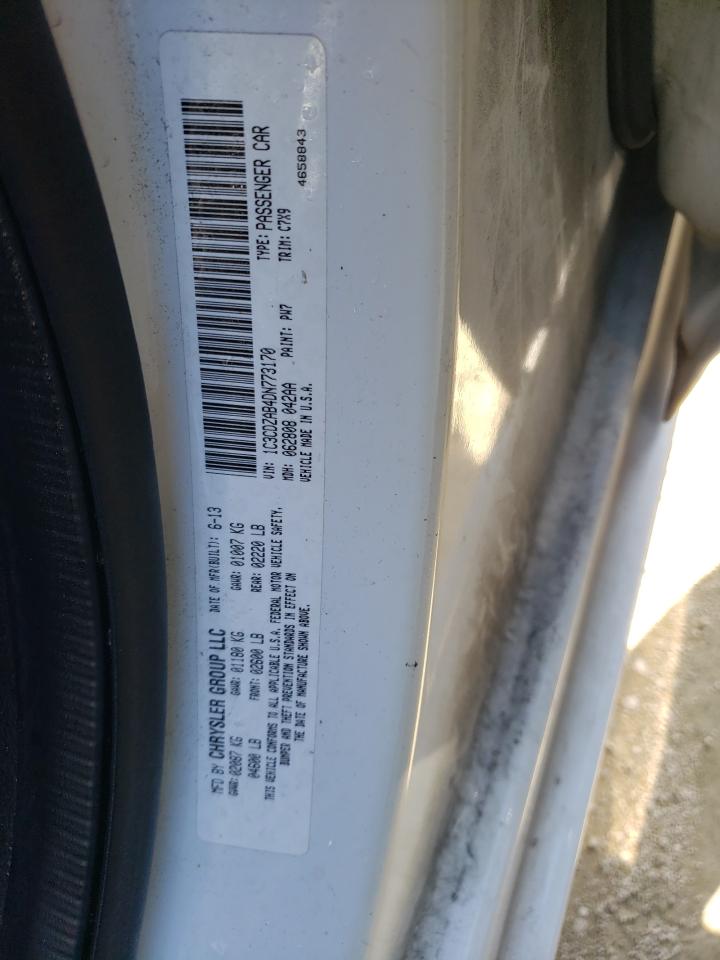 MFD BY CHRYSLER GROUP LLC DATE OF MFR(BUILT): 6-13
GVWR: 02087 KG GAWR: 01180 KG GAWR: 01007 KG
04600 LB FRONT: 02600 LB REAR: 02220 LB
THIS VEHICLE CONFORMS TO ALL APPLICABLE U.S.A. FEDERAL MOTOR VEHICLE SAFETY,
BUMPER AND THEFT PREVENTION STANDARDS IN EFFECT ON
THE DATE OF MANUFACTURE SHOWN ABOVE.
VIN: 1C3CDZAB4DN773170 TYPE: PASSENGER CAR
MDH: 062808 042AA PAINT: PW7 TRIM: C7X9
VEHICLE MADE IN U.S.A. 4658843